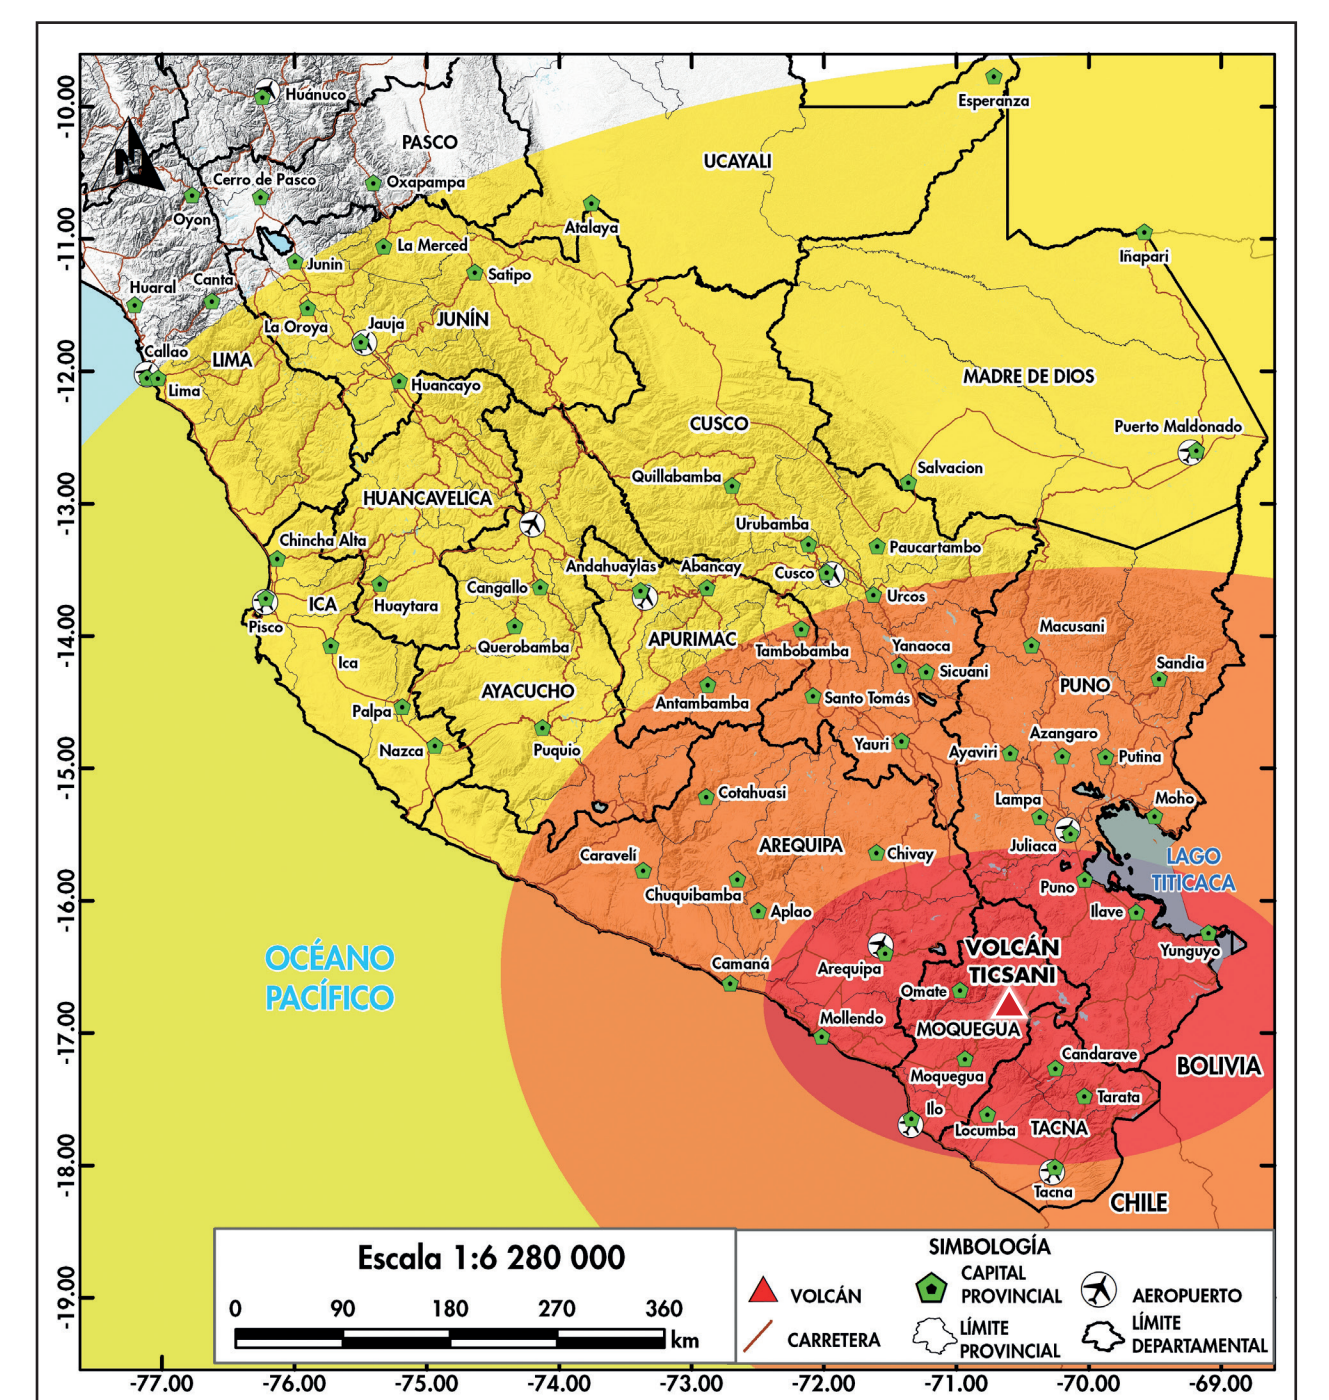 -10.00
-11.00
-12.00
-13.00
-14.00
-15.00
-16.00
-17.00
-18.00
-19.00
N
Huánuco
PASCO
Esperanza
UCAYALI
Cerro de Pasco
Oxapampa
Oyon
Atalaya
La Merced
Iñapari
Junin
Satipo
Huaral
Canta
La Oroya
Jauja
JUNÍN
Callao
LIMA
Lima
Huancayo
MADRE DE DIOS
CUSCO
Puerto Maldonado
Quillabamba
Salvacion
HUANCAVELICA
Urubamba
Chincha Alta
Paucartambo
Andahuaylas
Abancay
Cusco
Cangallo
Urcos
ICA
Huaytara
Pisco
Macusani
APURIMAC
Querobamba
Tambobamba
Yanaoca
Ica
Sicuani
Sandia
AYACUCHO
PUNO
Antambamba
Santo Tomás
Palpa
Nazca
Puquio
Yauri
Ayaviri
Azangaro
Putina
Cotahuasi
Lampa
Moho
Caravelí
AREQUIPA
Chivay
Juliaca
LAGO
TITICACA
Chuquibamba
Puno
Aplao
Ilave
OCÉANO
PACÍFICO
Camaná
Arequipa
VOLCÁN
TICSANI
Yunguyo
Omate
Mollendo
MOQUEGUA
Candarave
BOLIVIA
Moquegua
Tarata
Ilo
Locumba
TACNA
Tacna
CHILE
Escala 1:6 280 000
0 90 180 270 360
km
SIMBOLOGÍA
VOLCÁN
CAPITAL
PROVINCIAL
AEROPUERTO
CARRETERA
LÍMITE
PROVINCIAL
LÍMITE
DEPARTAMENTAL
-77.00 -76.00 -75.00 -74.00 -73.00 -72.00 -71.00 -70.00 -69.00